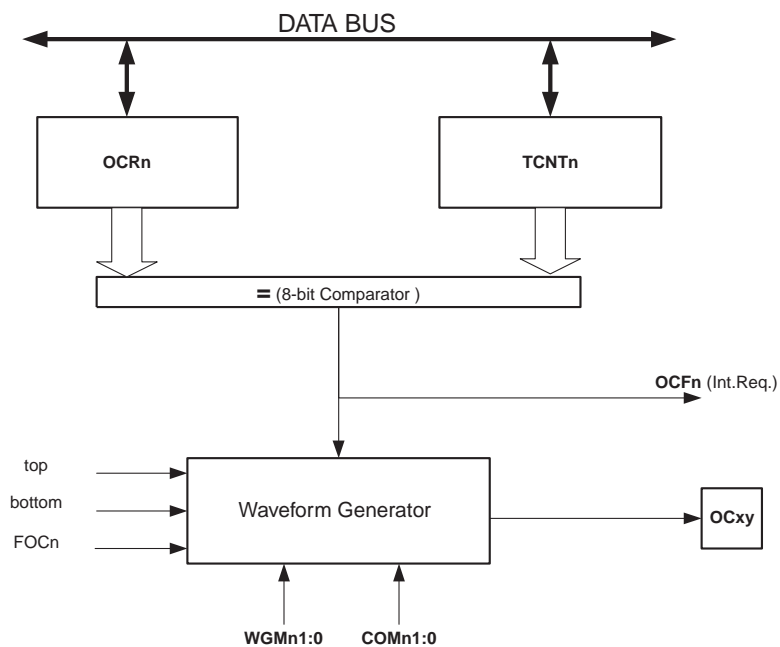 DATA BUS
OCRn
TCNTn
= (8-bit Comparator )
OCFn (Int.Req.)
top
bottom
FOCn
Waveform Generator
OCxy
WGMn1:0
COMn1:0